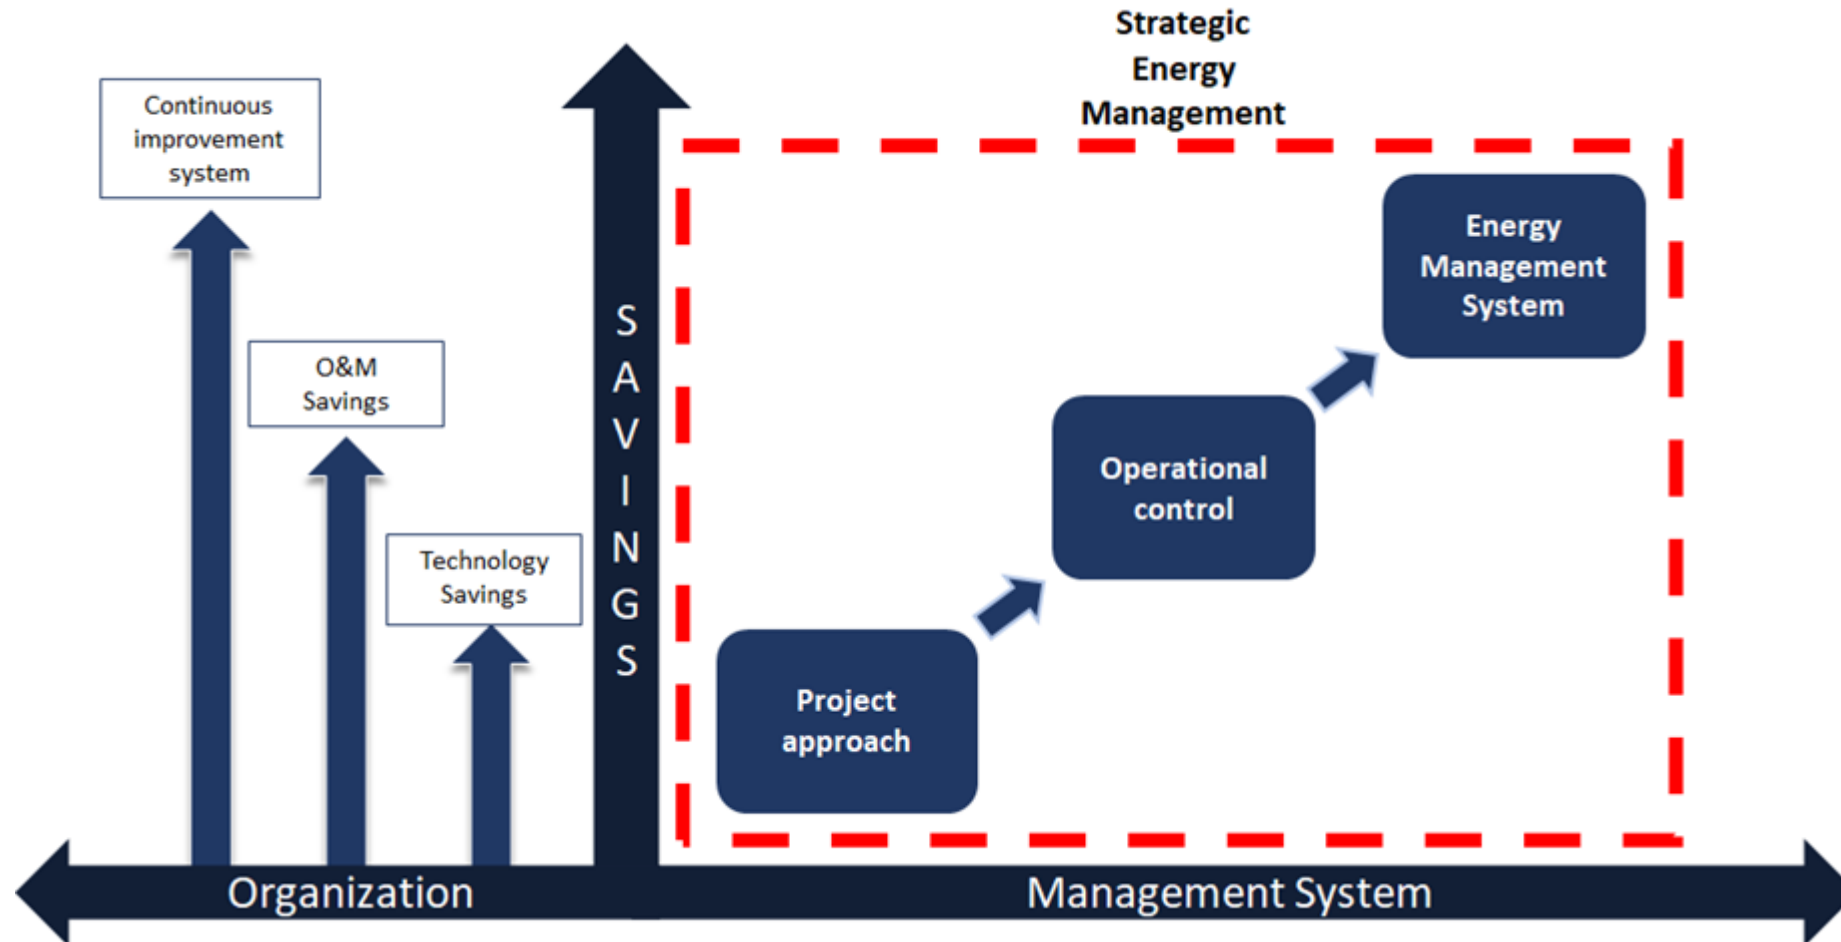 Strategic
Energy
Management
Continuous
improvement
system
O&M
Savings
Technology
Savings
SAVINGS
Energy
Management
System
Operational
control
Project
approach
Organization
Management System